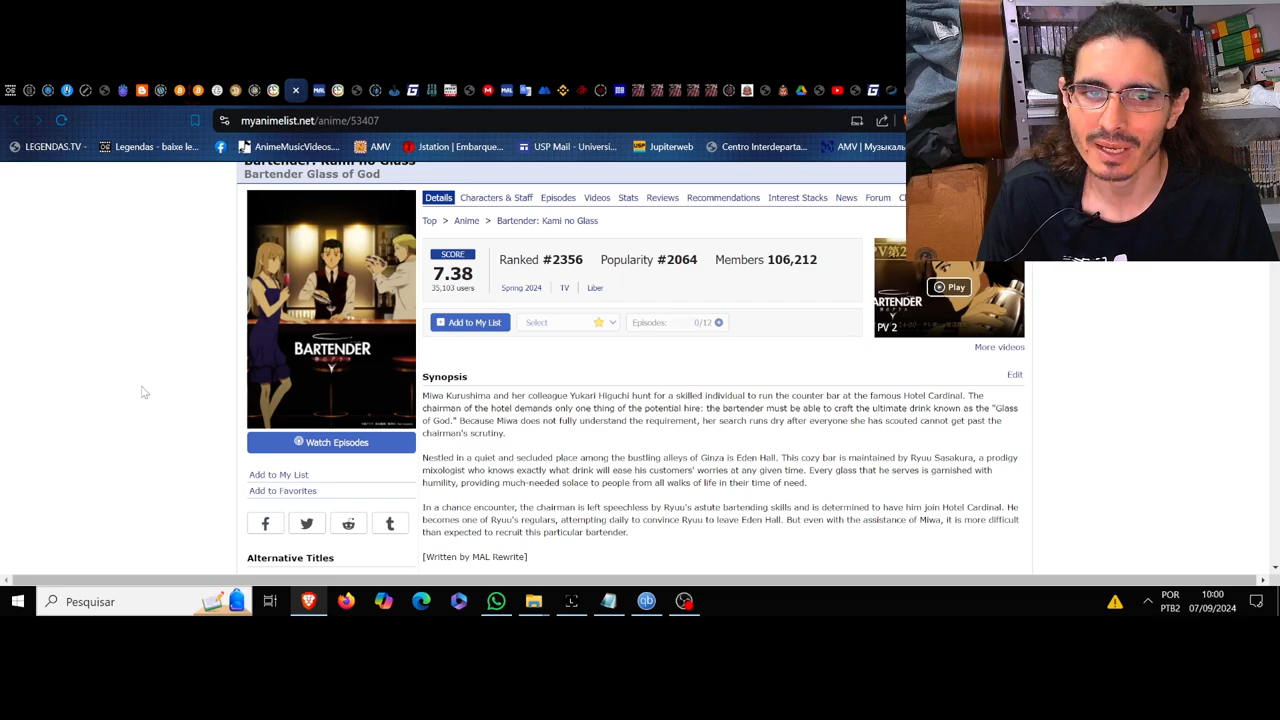 myanimelist.net/anime/53407
LEGENDAS.TV - Legendas - baixe le... AnimeMusicVideos... AMV Jstation | Embarque... USP Mail - Universi... Jupiterweb Centro Interdeparta... AMV | Музыкаль
Bartender: Kami no Glass
Bartender Glass of God
Details Characters & Staff Episodes Videos Stats Reviews Recommendations Interest Stacks News Forum
Top > Anime > Bartender: Kami no Glass
SCORE
7.38
35,103 users
Ranked #2356 Popularity #2064 Members 106,212
Spring 2024 TV Liber
Add to My List Select Episodes: 0/12
BARTENDER
Play
PV 2
More videos
BARTENDER
Synopsis
Edit
Miwa Kurushima and her colleague Yukari Higuchi hunt for a skilled individual to run the counter bar at the famous Hotel Cardinal. The
chairman of the hotel demands only one thing of the potential hire: the bartender must be able to craft the ultimate drink known as the "Glass
of God." Because Miwa does not fully understand the requirement, her search runs dry after everyone she has scouted cannot get past the
chairman's scrutiny.
Nestled in a quiet and secluded place among the bustling alleys of Ginza is Eden Hall. This cozy bar is maintained by Ryuu Sasakura, a prodigy
mixologist who knows exactly what drink will ease his customers' worries at any given time. Every glass that he serves is garnished with
humility, providing much-needed solace to people from all walks of life in their time of need.
In a chance encounter, the chairman is left speechless by Ryuu's astute bartending skills and is determined to have him join Hotel Cardinal. He
becomes one of Ryuu's regulars, attempting daily to convince Ryuu to leave Eden Hall. But even with the assistance of Miwa, it is more difficult
than expected to recruit this particular bartender.
[Written by MAL Rewrite]
Watch Episodes
Add to My List
Add to Favorites
Alternative Titles
Pesquisar
POR
PTB2
10:00
07/09/2024